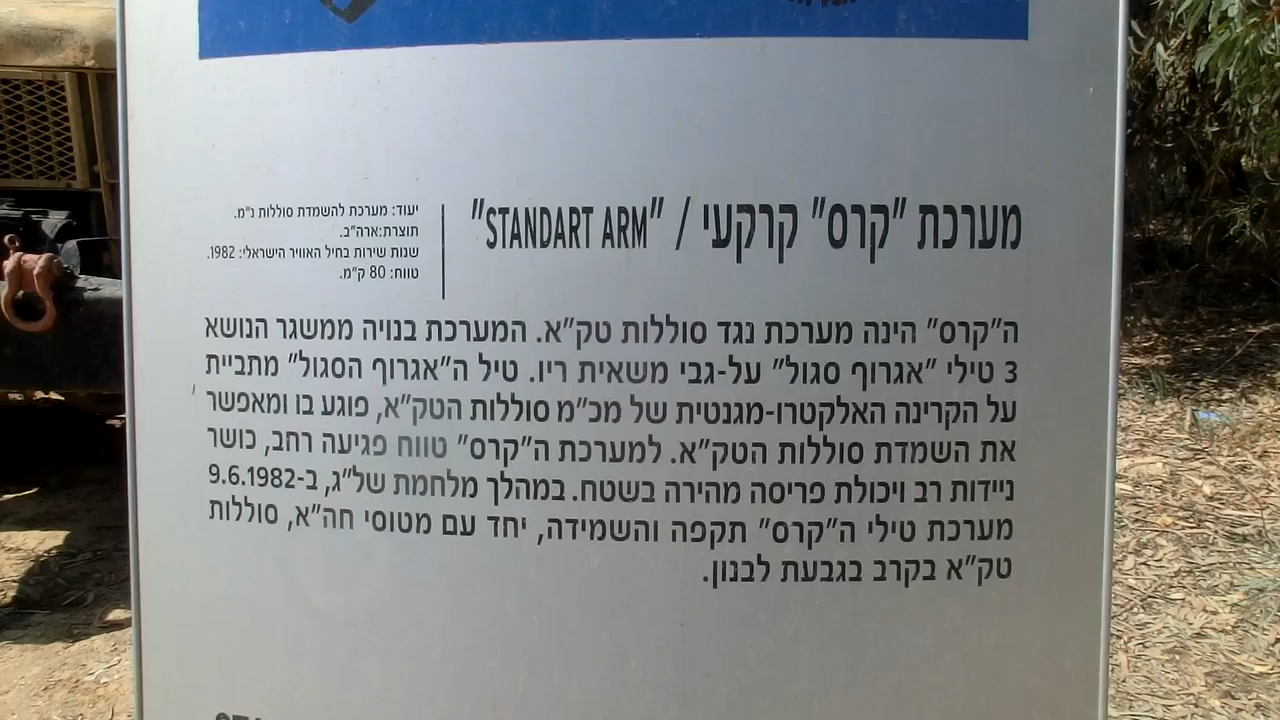 מערכת "קרס" קרקעי / "STANDART ARM"
יעוד: מערכת להשמדת סוללות נ"מ.
תוצרת:ארה"ב.
שנות שירות בחיל האוויר הישראלי: 1982.
טווח: 80 ק"מ.
ה"קרס" הינה מערכת נגד סוללות טק"א. המערכת בנויה ממשגר הנושא
3 טילי "אגרוף סגול" על-גבי משאית ריו. טיל ה"אגרוף הסגול" מתביית
על הקרינה האלקטרו-מגנטית של מכ"מ סוללות הטק"א, פוגע בו ומאפשר
את השמדת סוללות הטק"א. למערכת ה"קרס" טווח פגיעה רחב, כושר
ניידות רב ויכולת פריסה מהירה בשטח. במהלך מלחמת של"ג, ב-9.6.1982
מערכת טילי ה"קרס" תקפה והשמידה, יחד עם מטוסי חה"א, סוללות
טק"א בקרב בגבעת לבנון.